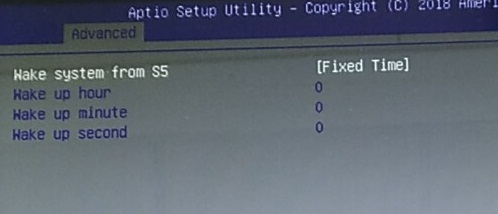 Aptio Setup Utility - Copyright (C) 2018 Ameri
Advanced
Wake system from S5 [Fixed Time]
Wake up hour 0
Wake up minute 0
Wake up second 0